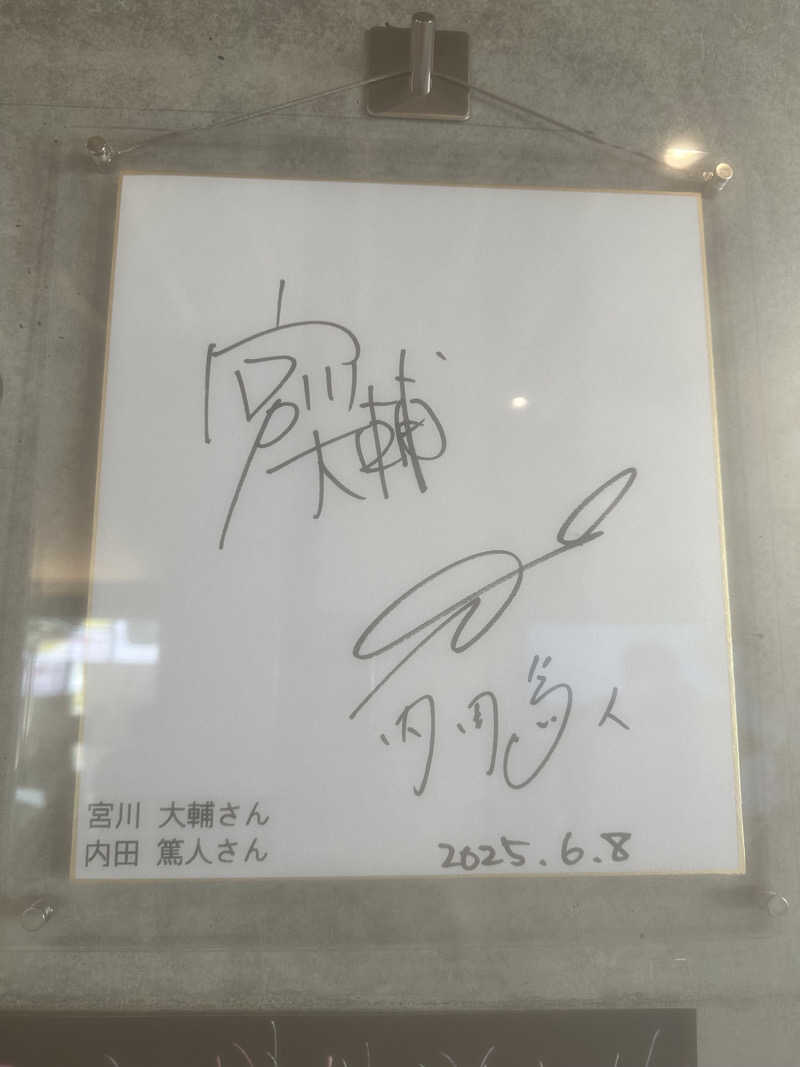 宮川
大輔
内田篤人
宮川 大輔さん
内田 篤人さん
2025.6.8